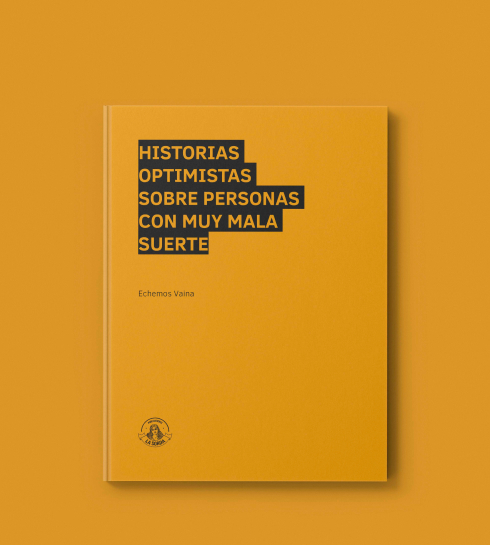 HISTORIAS
OPTIMISTAS
SOBRE PERSONAS
CON MUY MALA
SUERTE
Echemos Vaina